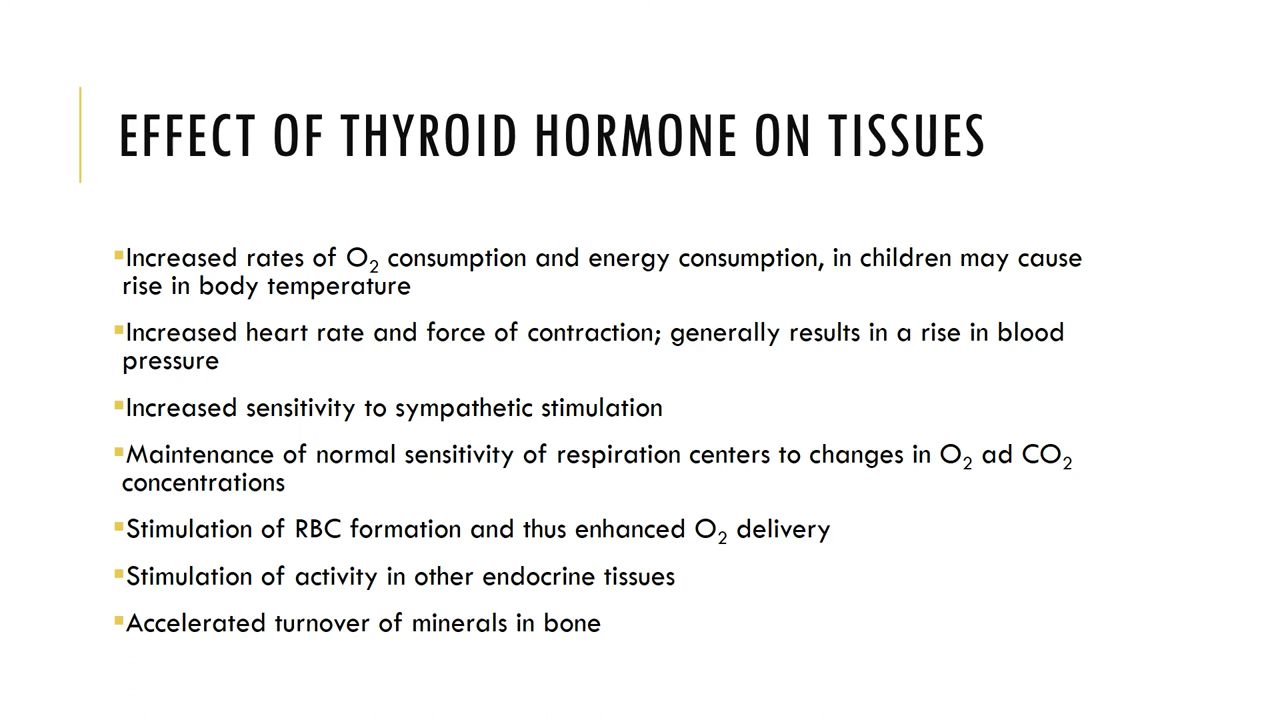 EFFECT OF THYROID HORMONE ON TISSUES
▪Increased rates of O₂ consumption and energy consumption, in children may cause
rise in body temperature
▪Increased heart rate and force of contraction; generally results in a rise in blood
pressure
▪Increased sensitivity to sympathetic stimulation
▪Maintenance of normal sensitivity of respiration centers to changes in O₂ ad CO₂
concentrations
▪Stimulation of RBC formation and thus enhanced O₂ delivery
▪Stimulation of activity in other endocrine tissues
▪Accelerated turnover of minerals in bone